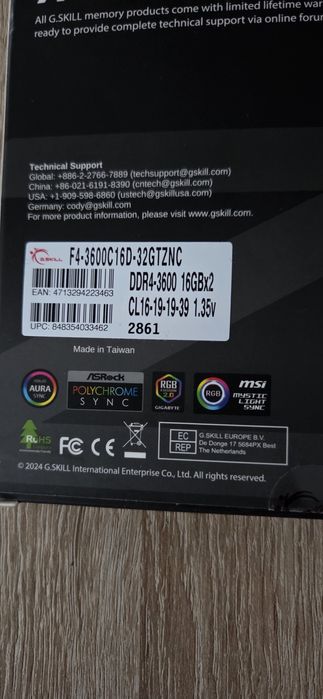 All G.SKILL memory products come with limited lifetime
ready to provide complete technical support via online
Technical Support
Global: +886-2-2766-7889 (techsupport@gskill.com)
China: +86-021-6191-8390 (cntech@gskill.com)
USA: +1-909-598-6860 (ustech@gskillusa.com)
Germany: cody@gskill.com
For more product information, please visit www.gskill.com.
G.SKILL
F4-3600C16D-32GTZNC
DDR4-3600 16GBx2
EAN: 4713294223463
CL16-19-19-39 1.35v
UPC: 848354033462
2861
Made in Taiwan
AURA
SYNC
ASRock
POLYCHROME
SYNC
RGB
2.0
GIGABYTE
RGB
msi
MYSTIC
LIGHT
SYNC
RoHS
FC CE
EC REP
G.SKILL EUROPE B.V.
De Donge 17 5684PX Best
The Netherlands
© 2024 G.SKILL International Enterprise Co., Ltd. All rights reserved.